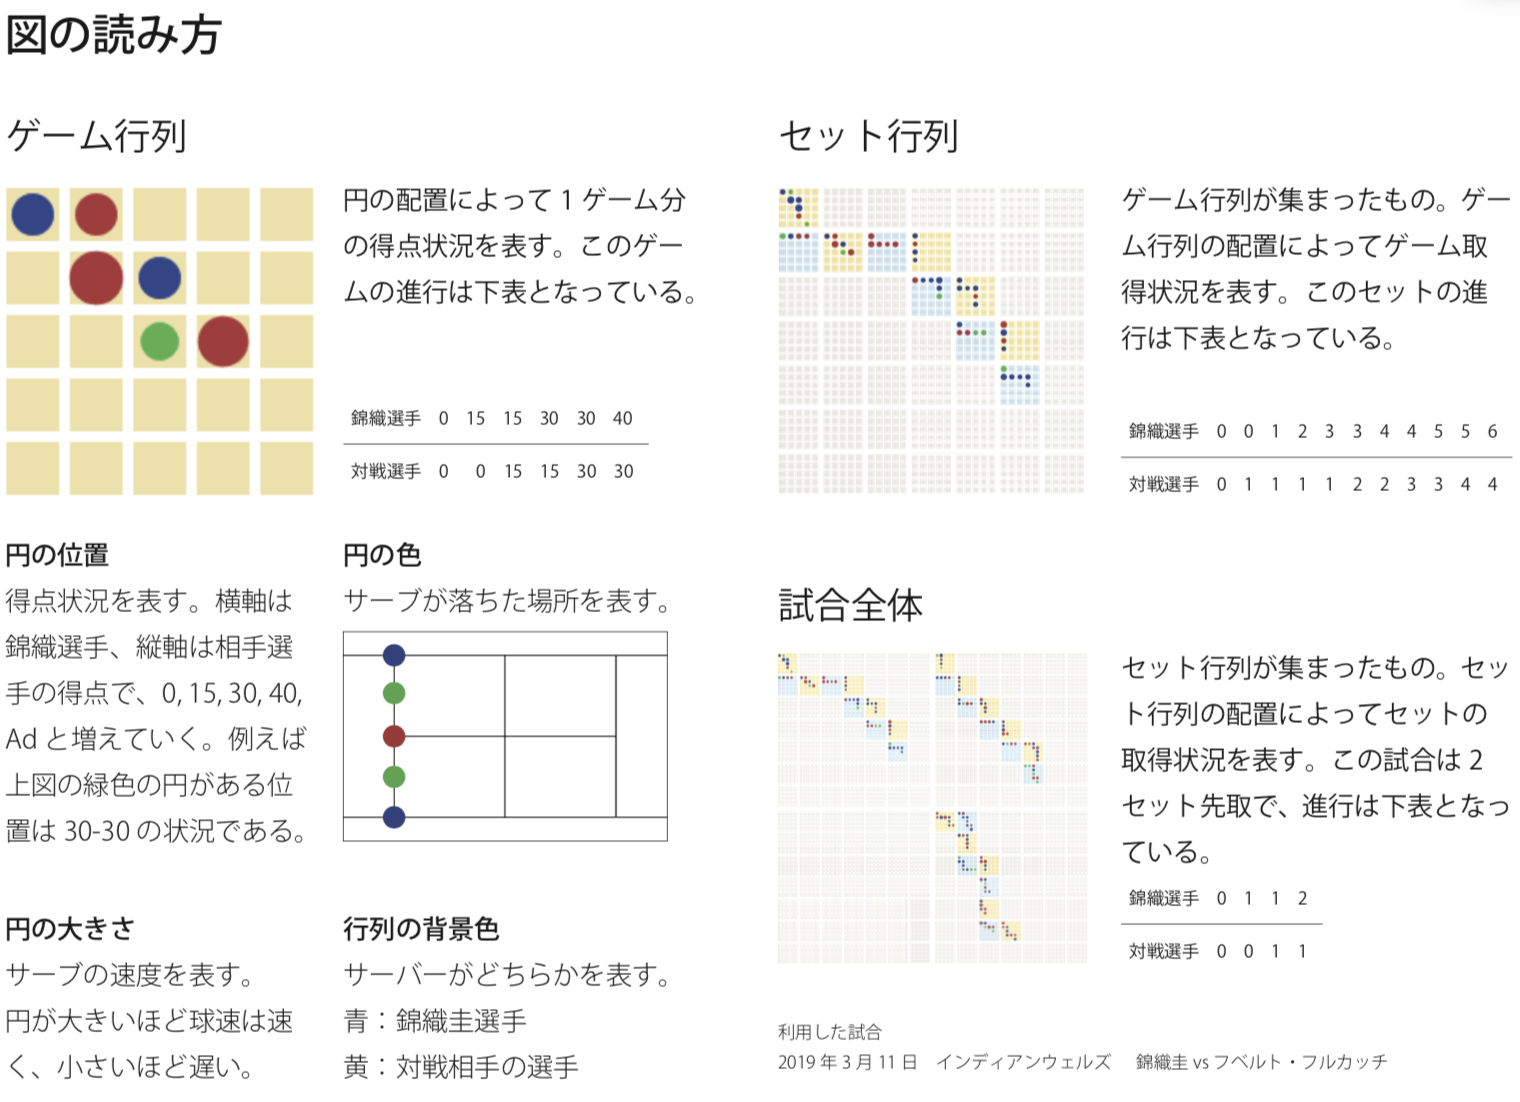 図の読み方
ゲーム行列
円の配置によって 1 ゲーム分
の得点状況を表す。このゲー
ムの進行は下表となっている。
錦織選手 0 15 15 30 30 40
対戦選手 0 0 15 15 30 30
円の位置
得点状況を表す。横軸は
錦織選手、縦軸は相手選
手の得点で、0, 15, 30, 40,
Ad と増えていく。例えば
上図の緑色の円がある位
置は 30-30 の状況である。
円の色
サーブが落ちた場所を表す。
円の大きさ
サーブの速度を表す。
円が大きいほど球速は速
く、小さいほど遅い。
行列の背景色
サーバーがどちらかを表す。
青：錦織圭選手
黄：対戦相手の選手
セット行列
ゲーム行列が集まったもの。ゲー
ム行列の配置によってゲーム取
得状況を表す。このセットの進
行は下表となっている。
錦織選手 0 0 1 2 3 3 4 4 5 5 6
対戦選手 0 1 1 1 1 2 2 3 3 4 4
試合全体
セット行列が集まったもの。セッ
ト行列の配置によってセットの
取得状況を表す。この試合は 2
セット先取で、進行は下表となっ
ている。
錦織選手 0 1 1 2
対戦選手 0 0 1 1
利用した試合
2019 年 3 月 11 日 インディアンウェルズ 錦織圭 vs フベルト・フルカッチ